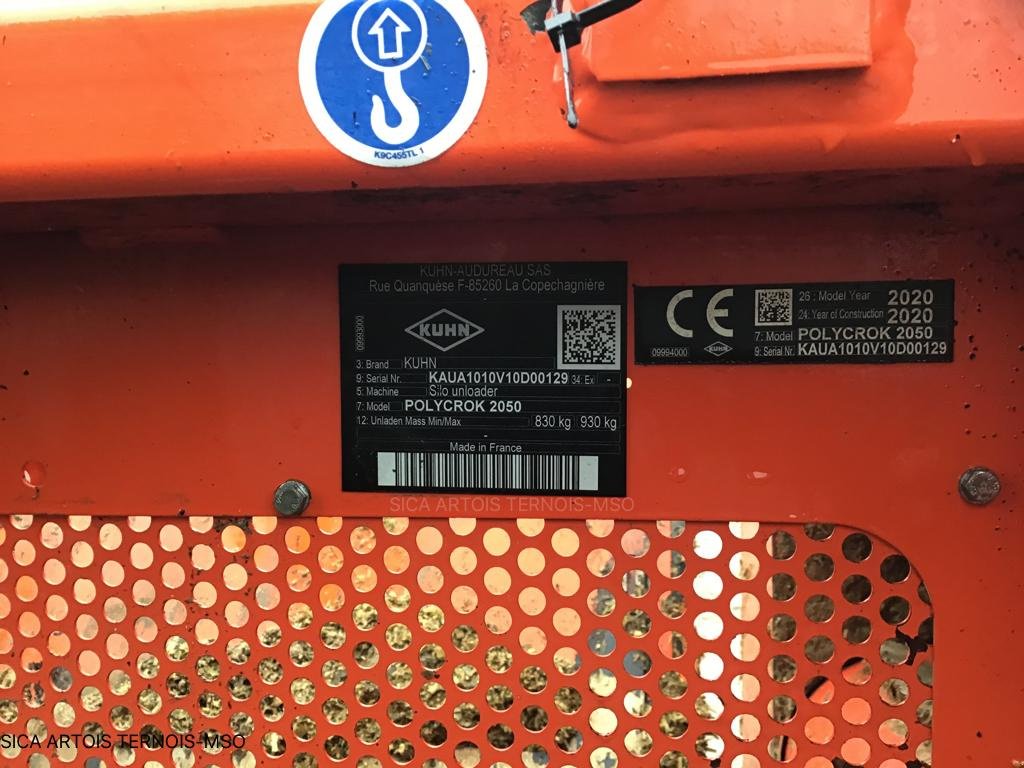 K9C455TL 1
KUHN-AUDUREAU SAS
Rue Quanquèse F-85260 La Copechagnière
09993000
KUHN
3: Brand KUHN
9: Serial Nr. KAUA1010V10D00129 34: Ex -
5: Machine Silo unloader
7: Model POLYCROK 2050
12: Unladen Mass Min/Max 830 kg 930 kg
-
Made in France
CE
26 : Model Year 2020
24: Year of Construction 2020
7: Model POLYCROK 2050
09994000 KUHN 9: Serial Nr. KAUA1010V10D00129
SICA ARTOIS TERNOIS-MSO
SICA ARTOIS TERNOIS-MSO